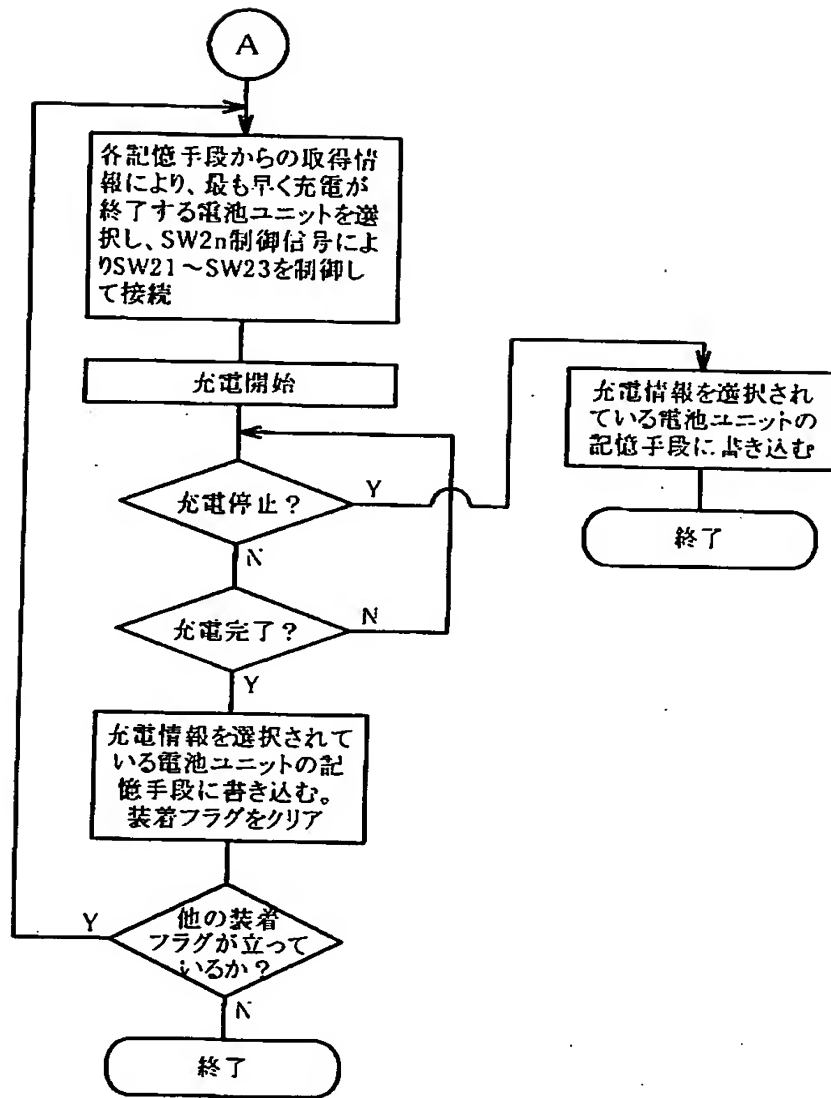 A
各記憶手段からの取得情
報により、最も早く充電が
終了する電池ユニットを選
択し、SW2n制御信号によ
りSW21～SW23を制御し
て接続
充電開始
充電停止?
Y
N
充電情報を選択され
ている電池ユニットの
記憶手段に書き込む
終了
充電完了?
N
Y
充電情報を選択されて
いる電池ユニットの記
憶手段に書き込む。
装着フラグをクリア
他の装着
フラグが立って
いるか?
Y
N
終了